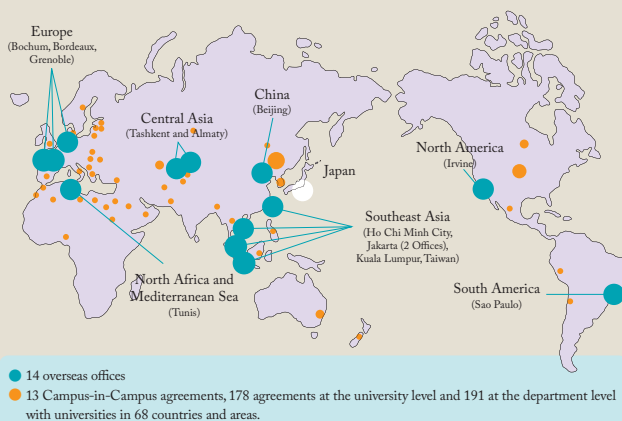 Europe
(Bochum, Bordeaux,
Grenoble)
Central Asia
(Tashkent and Almaty)
China
(Beijing)
Japan
North America
(Irvine)
Southeast Asia
(Ho Chi Minh City,
Jakarta (2 Offices),
Kuala Lumpur, Taiwan)
North Africa and
Mediterranean Sea
(Tunis)
South America
(Sao Paulo)
14 overseas offices
13 Campus-in-Campus agreements, 178 agreements at the university level and 191 at the department level
with universities in 68 countries and areas.